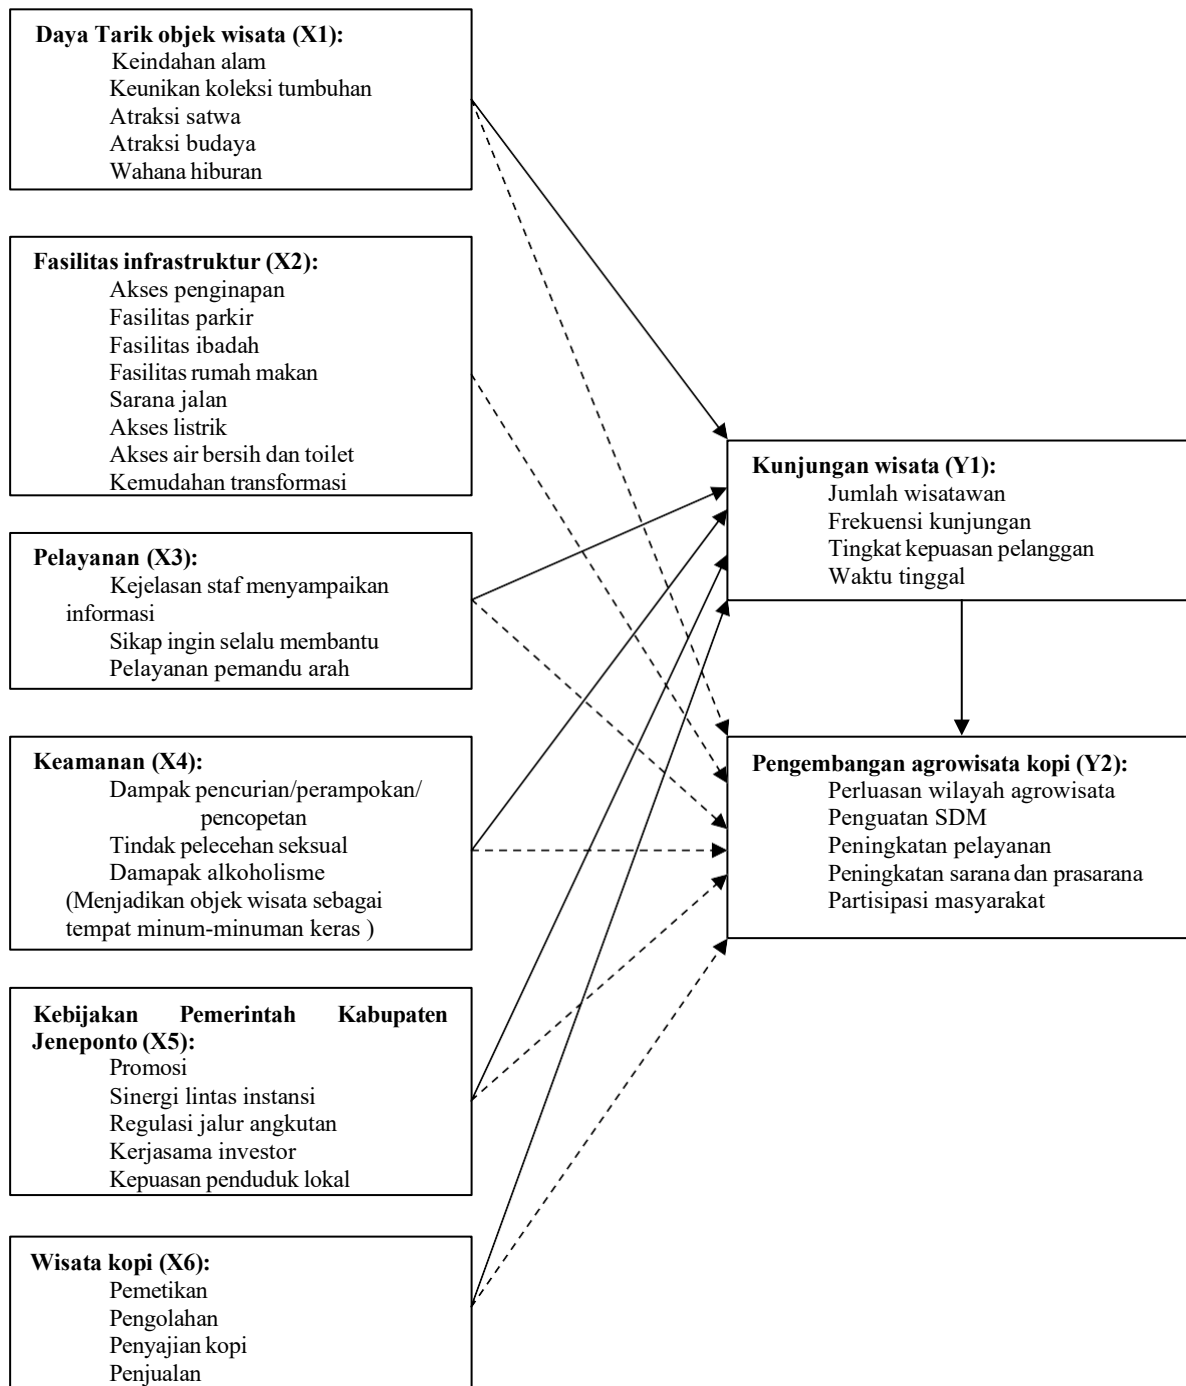 Daya Tarik objek wisata (X1):
Keindahan alam
Keunikan koleksi tumbuhan
Atraksi satwa
Atraksi budaya
Wahana hiburan
Fasilitas infrastruktur (X2):
Akses penginapan
Fasilitas parkir
Fasilitas ibadah
Fasilitas rumah makan
Sarana jalan
Akses listrik
Akses air bersih dan toilet
Kemudahan transformasi
Pelayanan (X3):
Kejelasan staf menyampaikan
informasi
Sikap ingin selalu membantu
Pelayanan pemandu arah
Keamanan (X4):
Dampak pencurian/perampokan/
pencopetan
Tindak pelecehan seksual
Damapak alkoholisme
(Menjadikan objek wisata sebagai
tempat minum-minuman keras )
Kebijakan Pemerintah Kabupaten
Jeneponto (X5):
Promosi
Sinergi lintas instansi
Regulasi jalur angkutan
Kerjasama investor
Kepuasan penduduk lokal
Wisata kopi (X6):
Pemetikan
Pengolahan
Penyajian kopi
Penjualan
Kunjungan wisata (Y1):
Jumlah wisatawan
Frekuensi kunjungan
Tingkat kepuasan pelanggan
Waktu tinggal
Pengembangan agrowisata kopi (Y2):
Perluasan wilayah agrowisata
Penguatan SDM
Peningkatan pelayanan
Peningkatan sarana dan prasarana
Partisipasi masyarakat